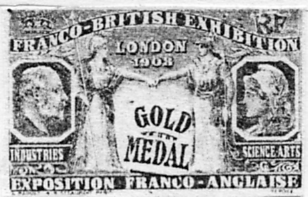 FRANCO-BRITISH EXHIBITION
LONDON
1908
GOLD
MEDAL
INDUSTRIES
SCIENCE-ARTS
EXPOSITION FRANCO-ANGLAISE